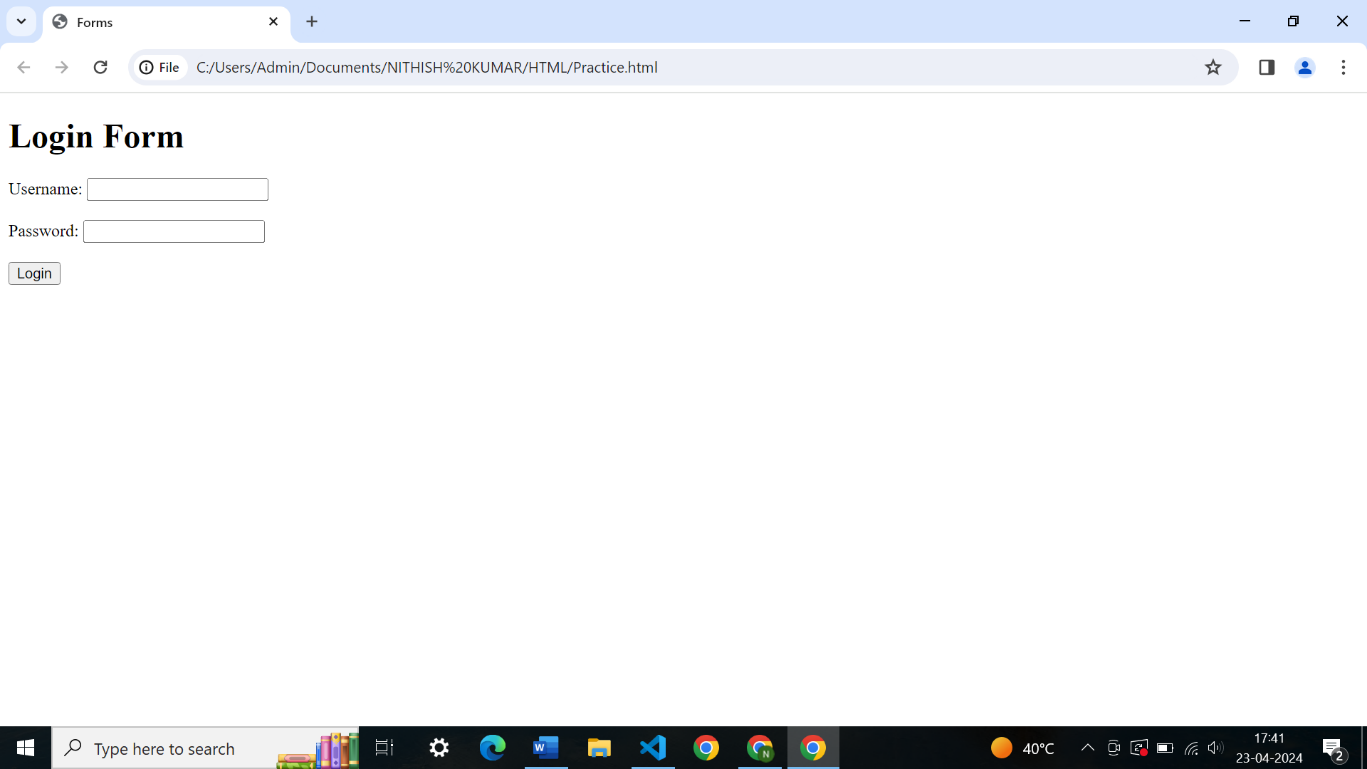 Forms
File C:/Users/Admin/Documents/NITHISH%20KUMAR/HTML/Practice.html
Login Form
Username:
Password:
Login
Type here to search
W
N
40°C
17:41
23-04-2024
2